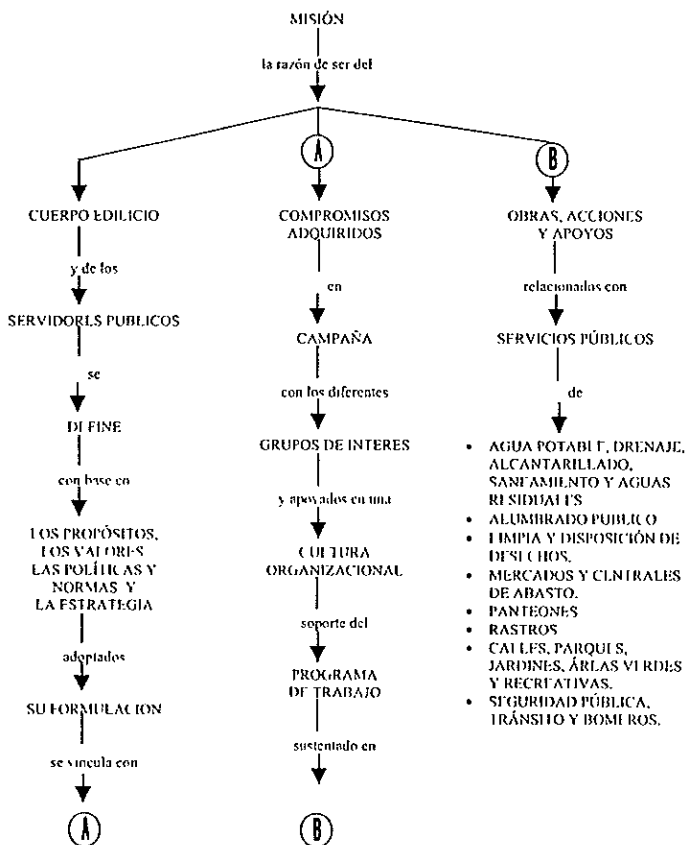 MISIÓN
la razón de ser del
A
B
CUERPO EDILICIO
y de los
SERVIDORES PUBLICOS
se
DEFINE
con base en
LOS PROPÓSITOS,
LOS VALORES
LAS POLÍTICAS Y
NORMAS Y
LA ESTRATEGIA
adoptados
SU FORMULACION
se vincula con
A
COMPROMISOS
ADQUIRIDOS
en
CAMPAÑA
con los diferentes
GRUPOS DE INTERES
y apoyados en una
CULTURA
ORGANIZACIONAL
soporte del
PROGRAMA
DE TRABAJO
sustentado en
B
OBRAS, ACCIONES
Y APOYOS
relacionados con
SERVICIOS PÚBLICOS
de
• AGUA POTABLE, DRENAJE,
ALCANTARILLADO,
SANEAMIENTO Y AGUAS
RESIDUALES
• ALUMBRADO PUBLICO
• LIMPIA Y DISPOSICIÓN DE
DESECHOS.
• MERCADOS Y CENTRALES
DE ABASTO.
• PANTEONES
• RASTROS
• CALLES, PARQUES,
JARDINES, ÁREAS VERDES
Y RECREATIVAS.
• SEGURIDAD PÚBLICA,
TRÁNSITO Y BOMEROS.